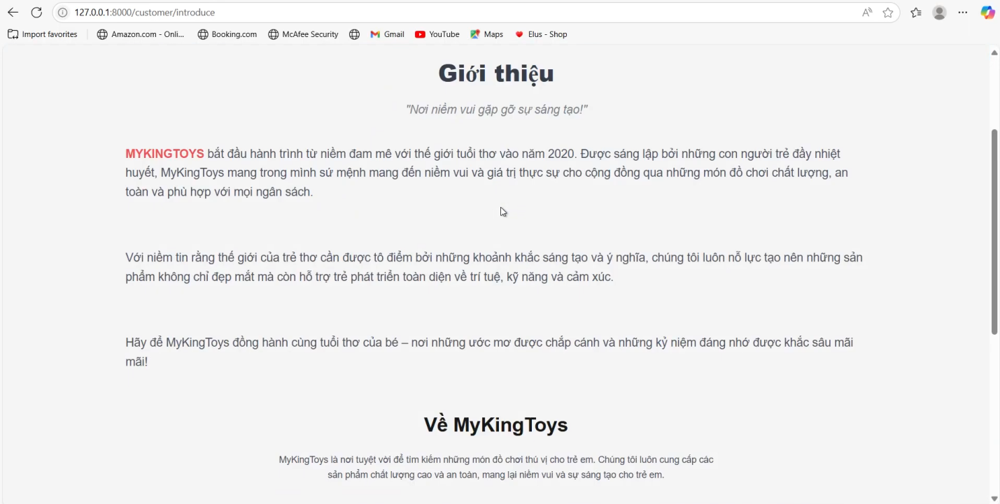 127.0.0.1:8000/customer/introduce
Import favorites
Amazon.com - Onli...
Booking.com
McAfee Security
Gmail
YouTube
Maps
Elus - Shop
Giới thiệu
"Nơi niềm vui gặp gỡ sự sáng tạo!"
MYKINGTOYS bắt đầu hành trình từ niềm đam mê với thế giới tuổi thơ vào năm 2020. Được sáng lập bởi những con người trẻ đầy nhiệt
huyết, MyKingToys mang trong mình sứ mệnh mang đến niềm vui và giá trị thực sự cho cộng đồng qua những món đồ chơi chất lượng, an
toàn và phù hợp với mọi ngân sách.
Với niềm tin rằng thế giới của trẻ thơ cần được tô điểm bởi những khoảnh khắc sáng tạo và ý nghĩa, chúng tôi luôn nỗ lực tạo nên những sản
phẩm không chỉ đẹp mắt mà còn hỗ trợ trẻ phát triển toàn diện về trí tuệ, kỹ năng và cảm xúc.
Hãy để MyKingToys đồng hành cùng tuổi thơ của bé – nơi những ước mơ được chắp cánh và những kỷ niệm đáng nhớ được khắc sâu mãi
mãi!
Về MyKingToys
MyKingToys là nơi tuyệt vời để tìm kiếm những món đồ chơi thú vị cho trẻ em. Chúng tôi luôn cung cấp các
sản phẩm chất lượng cao và an toàn, mang lại niềm vui và sự sáng tạo cho trẻ em.